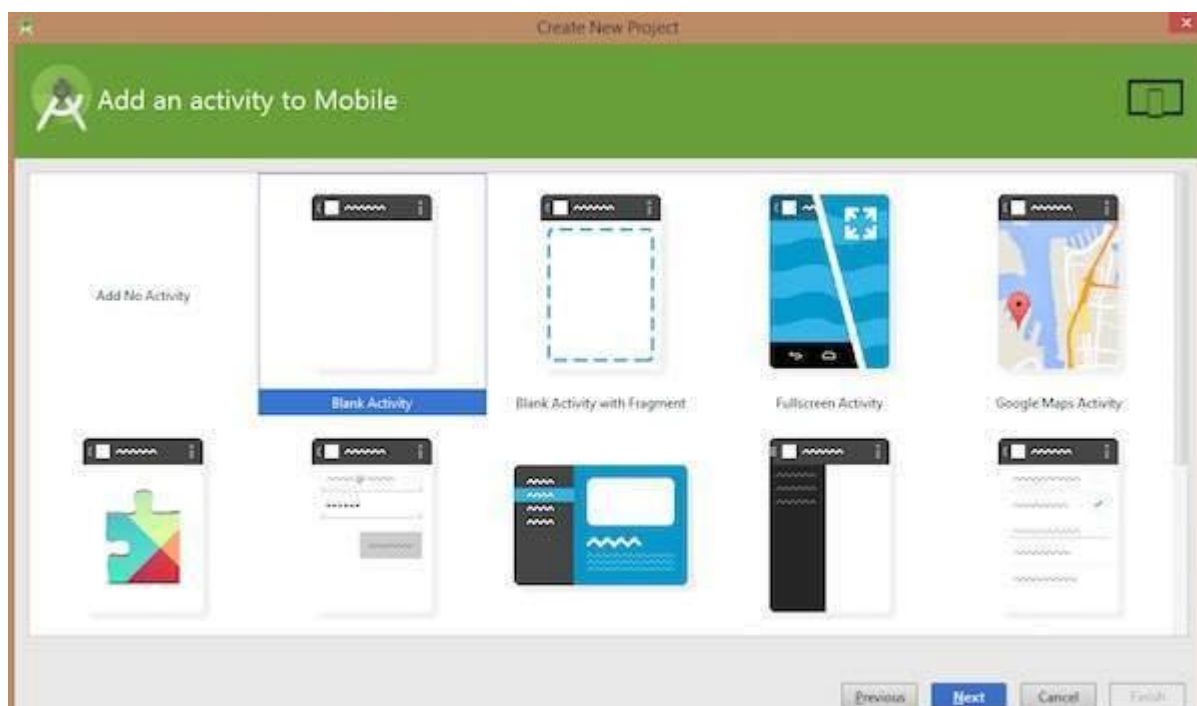 Create New Project
Add an activity to Mobile
Add No Activity
Blank Activity
Blank Activity with Fragment
Fullscreen Activity
Google Maps Activity
Previous
Next
Cancel
Finish